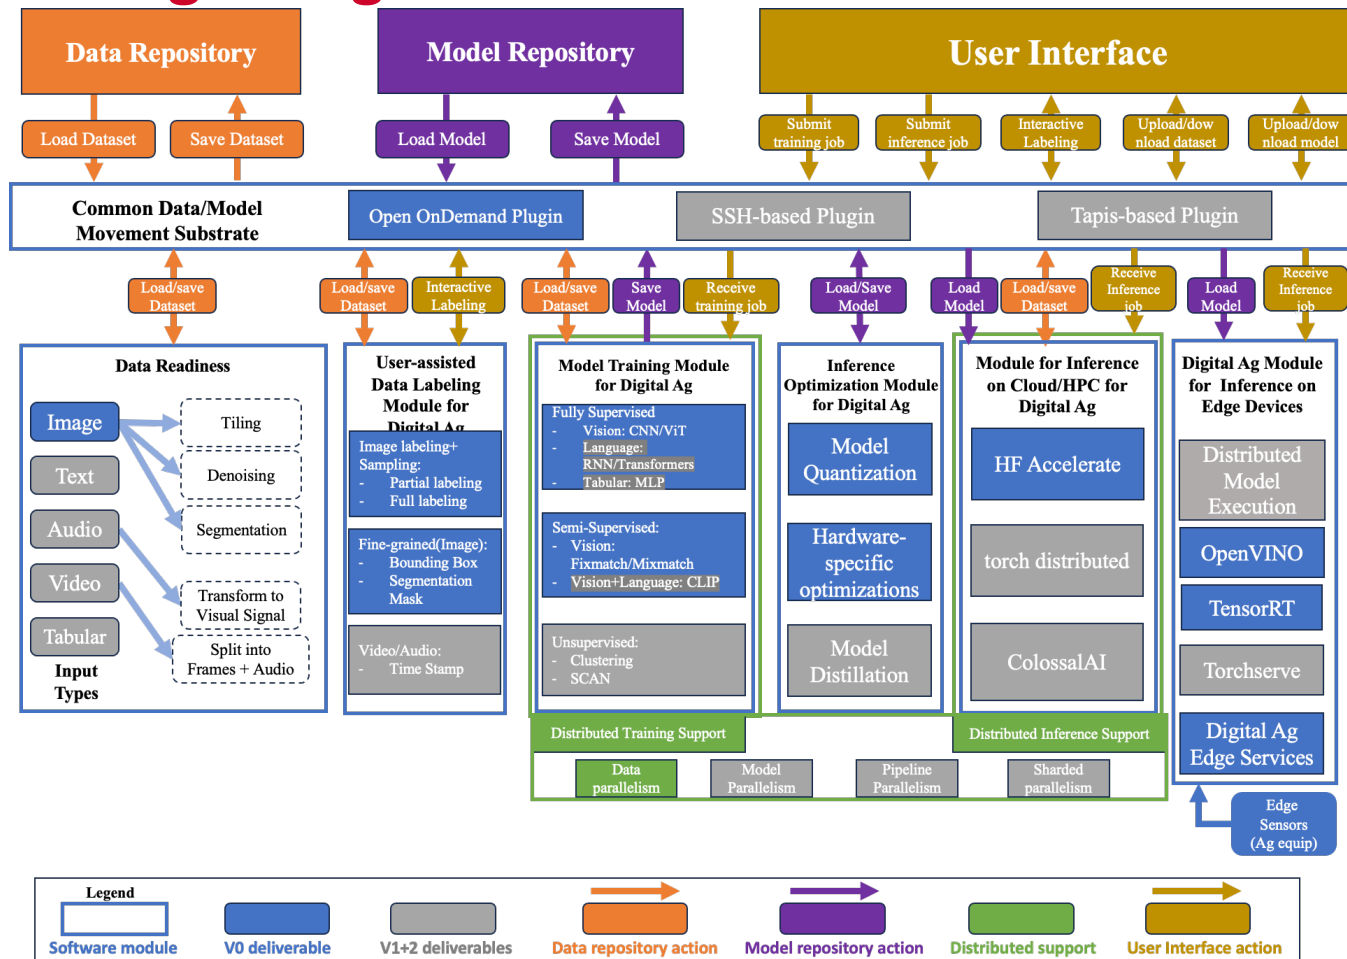 Data Repository
Model Repository
User Interface
Load Dataset
Save Dataset
Load Model
Save Model
Submit
training job
Submit
inference job
Interactive
Labeling
Upload/dow
nload dataset
Upload/dow
nload model
Common Data/Model
Movement Substrate
Open OnDemand Plugin
SSH-based Plugin
Tapis-based Plugin
Load/save
Dataset
Load/save
Dataset
Interactive
Labeling
Load/save
Dataset
Save
Model
Receive
training job
Load/Save
Model
Load
Model
Load/save
Dataset
Receive
Inference
job
Load
Model
Receive
Inference
job
Data Readiness
Image
Text
Audio
Video
Tabular
Input
Types
Tiling
Denoising
Segmentation
Transform to
Visual Signal
Split into
Frames + Audio
User-assisted
Data Labeling
Module for
Digital Ag
Image labeling+
Sampling:
- Partial labeling
- Full labeling
Fine-grained(Image):
- Bounding Box
- Segmentation
Mask
Video/Audio:
- Time Stamp
Model Training Module
for Digital Ag
Fully Supervised
- Vision: CNN/ViT
- Language:
RNN/Transformers
- Tabular: MLP
Semi-Supervised:
- Vision:
Fixmatch/Mixmatch
- Vision+Language: CLIP
Unsupervised:
- Clustering
- SCAN
Inference
Optimization Module
for Digital Ag
Model
Quantization
Hardware-
specific
optimizations
Model
Distillation
Module for Inference
on Cloud/HPC for
Digital Ag
HF Accelerate
torch distributed
ColossalAI
Digital Ag Module
for Inference on
Edge Devices
Distributed
Model
Execution
OpenVINO
TensorRT
Torchserve
Digital Ag
Edge Services
Distributed Training Support
Distributed Inference Support
Data
parallelism
Model
Parallelism
Pipeline
Parallelism
Sharded
parallelism
Edge
Sensors
(Ag equip)
Legend
Software module
V0 deliverable
V1+2 deliverables
Data repository action
Model repository action
Distributed support
User Interface action